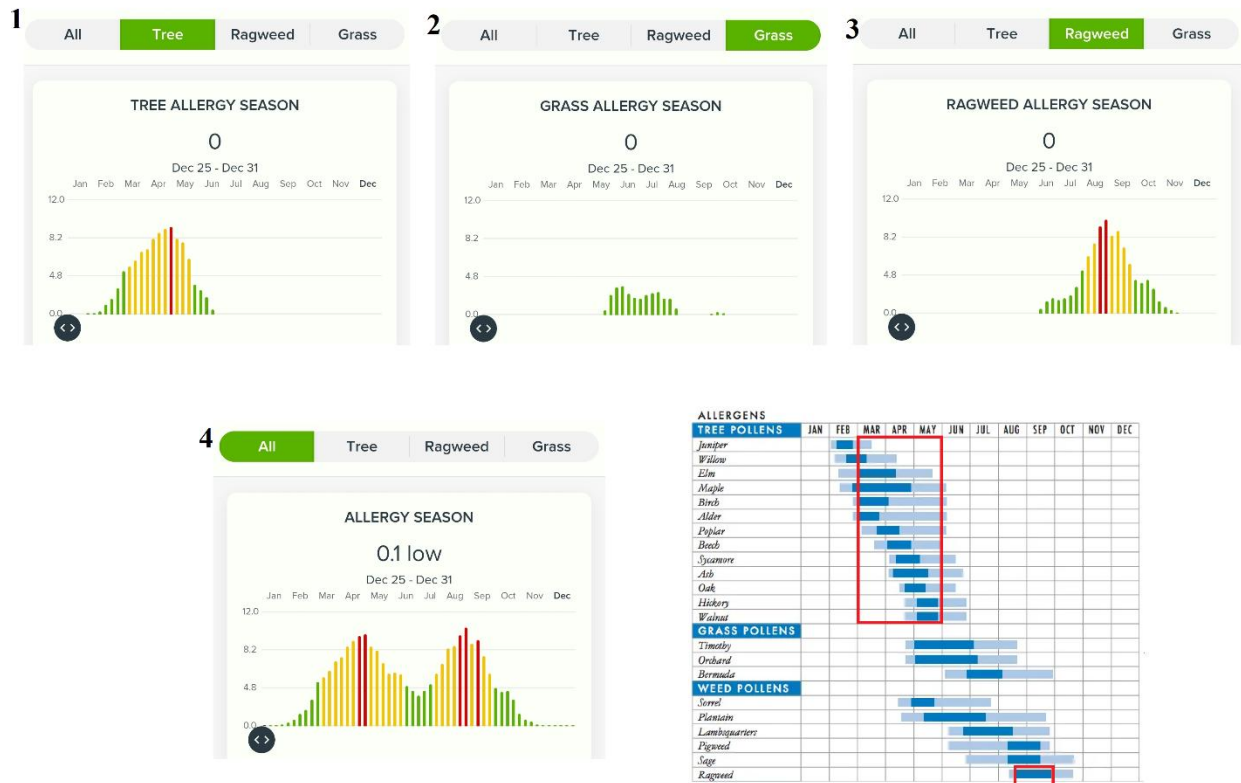 1
All Tree Ragweed Grass
TREE ALLERGY SEASON
0
Dec 25 - Dec 31
Jan Feb Mar Apr May Jun Jul Aug Sep Oct Nov Dec
12.0
8.2
4.8
0.0
2
All Tree Ragweed Grass
GRASS ALLERGY SEASON
0
Dec 25 - Dec 31
Jan Feb Mar Apr May Jun Jul Aug Sep Oct Nov Dec
12.0
8.2
4.8
0.0
3
All Tree Ragweed Grass
RAGWEED ALLERGY SEASON
0
Dec 25 - Dec 31
Jan Feb Mar Apr May Jun Jul Aug Sep Oct Nov Dec
12.0
8.2
4.8
0.0
4
All Tree Ragweed Grass
ALLERGY SEASON
0.1 low
Dec 25 - Dec 31
Jan Feb Mar Apr May Jun Jul Aug Sep Oct Nov Dec
12.0
8.2
4.8
0.0
ALLERGENS
TREE POLLENS JAN FEB MAR APR MAY JUN JUL AUG SEP OCT NOV DEC
Juniper
Willow
Elm
Maple
Birch
Alder
Poplar
Beech
Sycamore
Ash
Oak
Hickory
Walnut
GRASS POLLENS
Timothy
Orchard
Bermuda
WEED POLLENS
Sorrel
Plantain
Lambsquarters
Pigweed
Sage
Ragweed